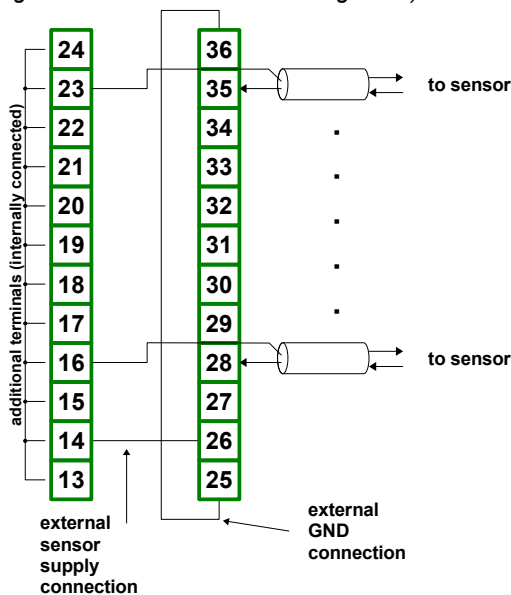 additional terminals (internally connected)
24
23
22
21
20
19
18
17
16
15
14
13
36
35
34
33
32
31
30
29
28
27
26
25
to sensor
to sensor
external
sensor
supply
connection
external
GND
connection